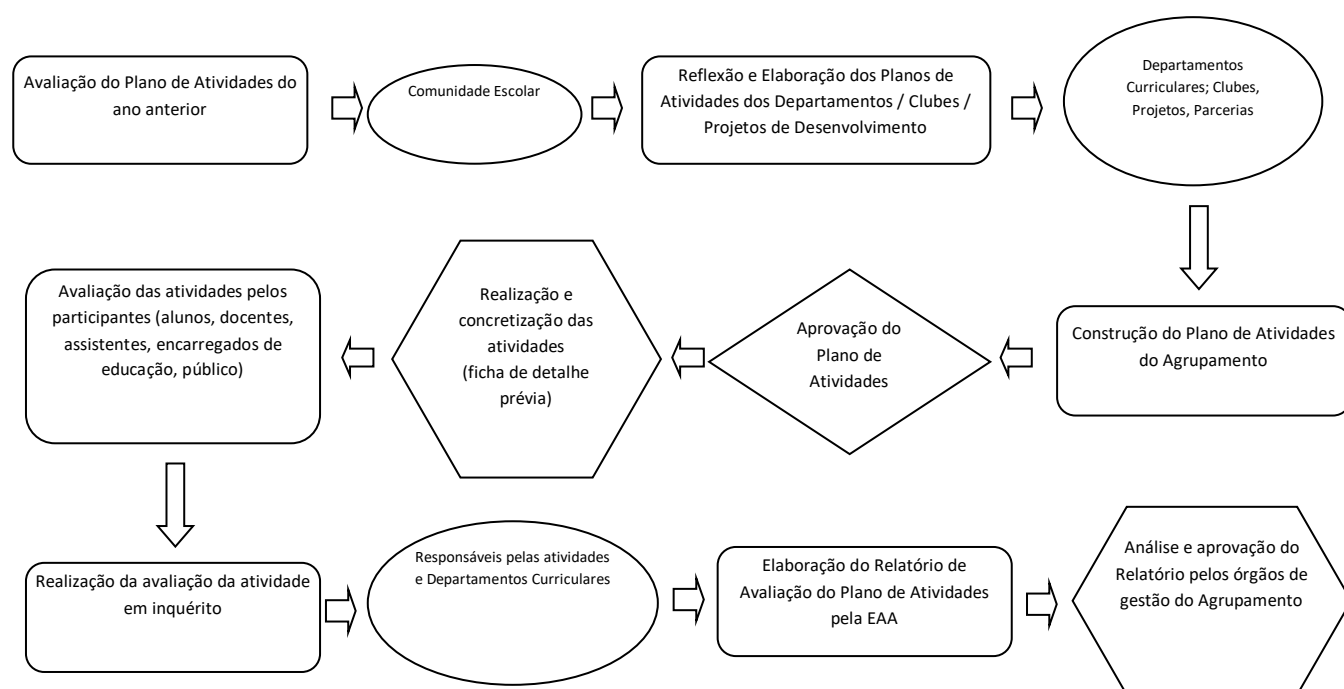 Avaliação do Plano de Atividades do
ano anterior
Comunidade Escolar
Reflexão e Elaboração dos Planos de
Atividades dos Departamentos / Clubes /
Projetos de Desenvolvimento
Departamentos
Curriculares; Clubes,
Projetos, Parcerias
Construção do Plano de Atividades
do Agrupamento
Aprovação do
Plano de
Atividades
Realização e
concretização das
atividades
(ficha de detalhe
prévia)
Avaliação das atividades pelos
participantes (alunos, docentes,
assistentes, encarregados de
educação, público)
Realização da avaliação da atividade
em inquérito
Responsáveis pelas atividades
e Departamentos Curriculares
Elaboração do Relatório de
Avaliação do Plano de Atividades
pela EAA
Análise e aprovação do
Relatório pelos órgãos de
gestão do Agrupamento